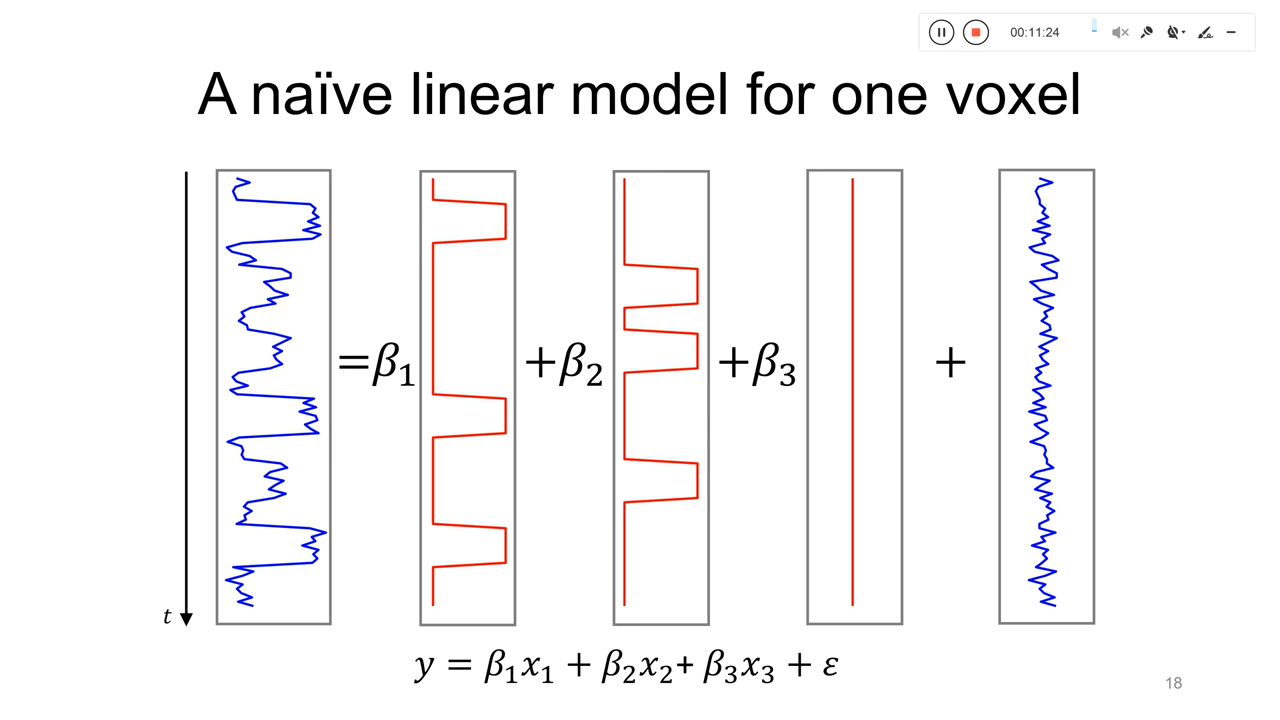 00:11:24
A naïve linear model for one voxel
=β₁ +β₂ +β₃ +
t
y = β₁x₁ + β₂x₂+ β₃x₃ + ε
18